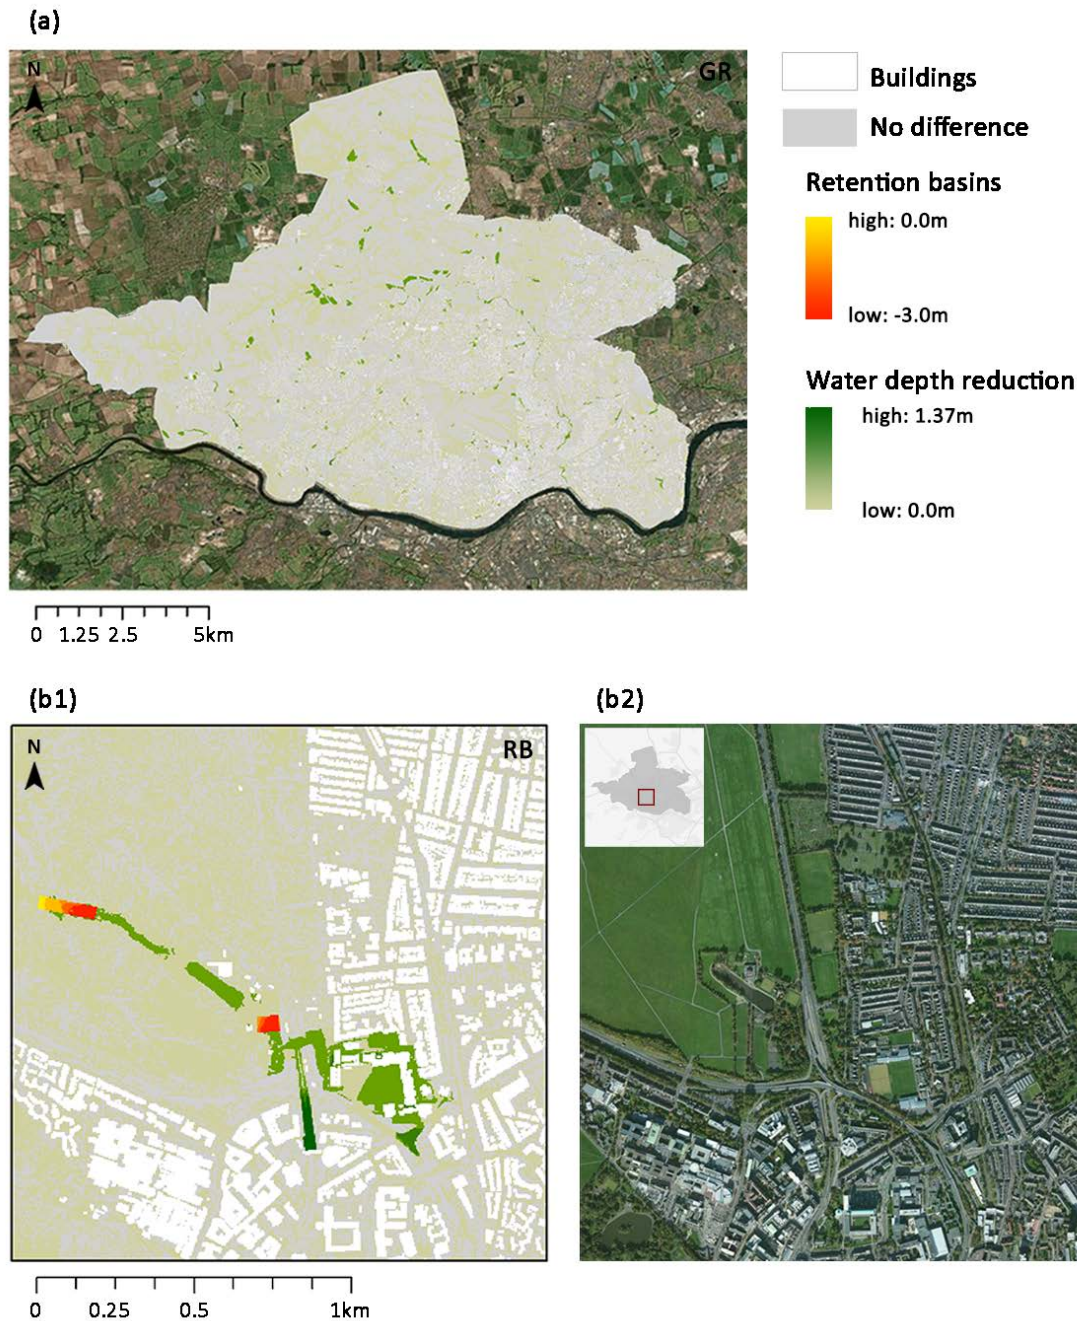 (a)
N
GR
Buildings
No difference
Retention basins
high: 0.0m
low: -3.0m
Water depth reduction
high: 1.37m
low: 0.0m
0 1.25 2.5 5km
(b1)
(b2)
N
RB
0 0.25 0.5 1km